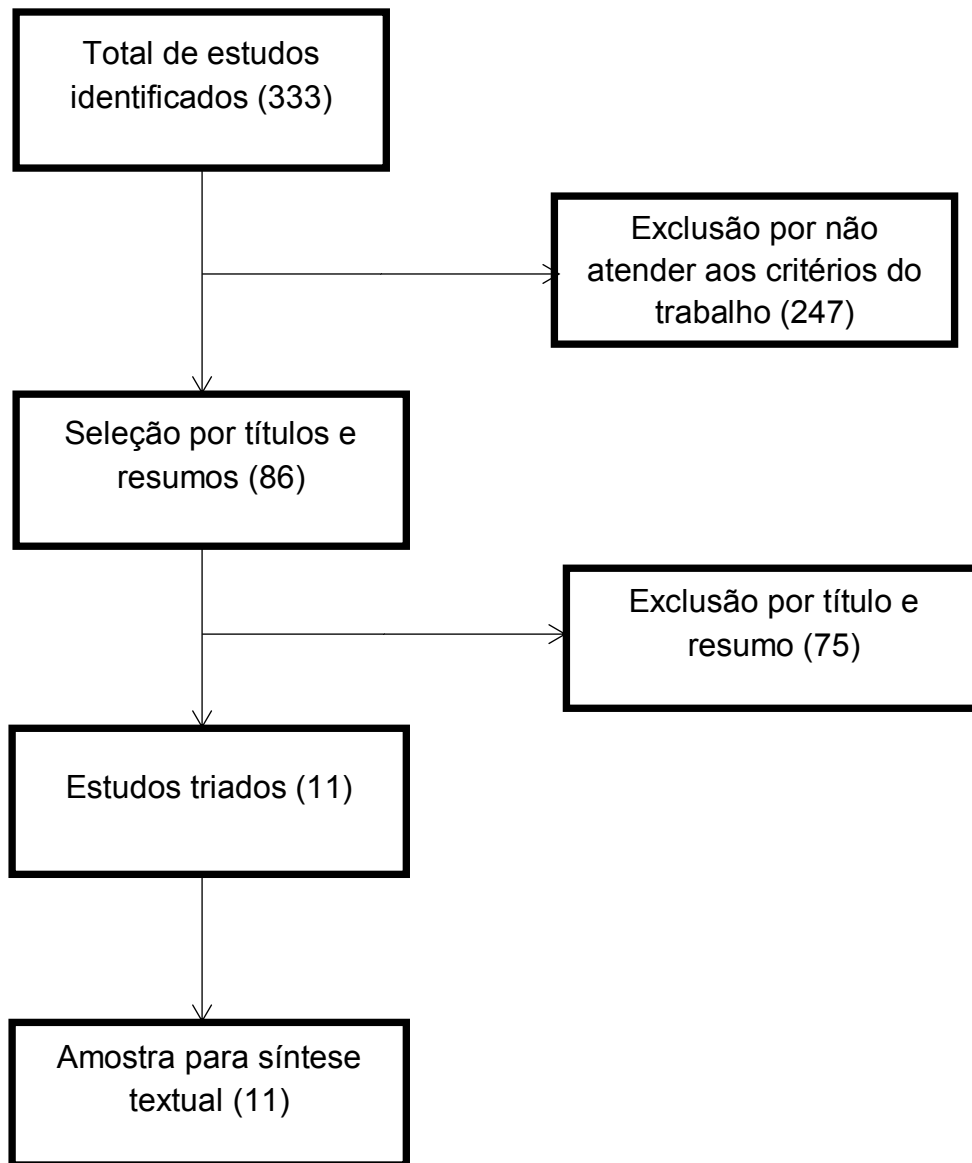 Total de estudos
identificados (333)
Exclusão por não
atender aos critérios do
trabalho (247)
Seleção por títulos e
resumos (86)
Exclusão por título e
resumo (75)
Estudos triados (11)
Amostra para síntese
textual (11)